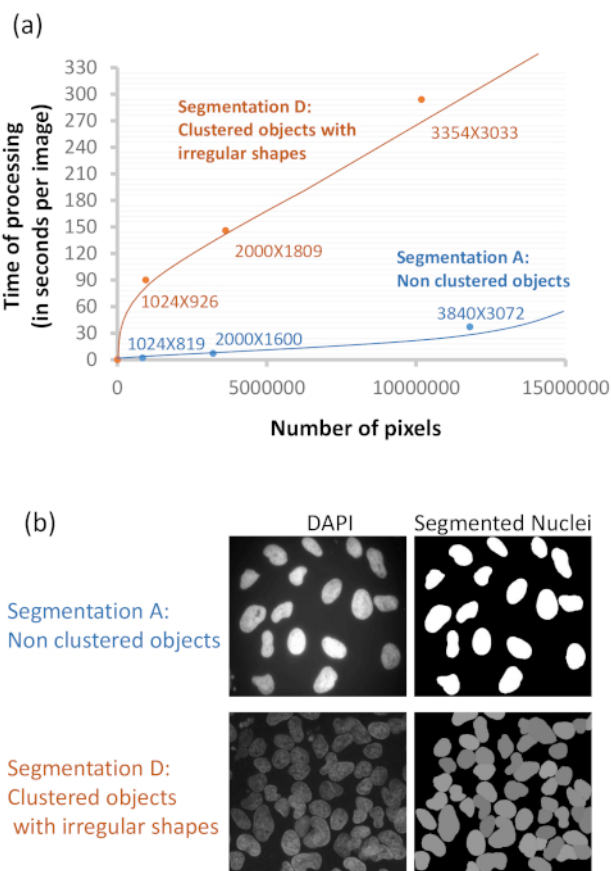 (a)
Time of processing
(in seconds per image)
330
300
270
240
210
180
150
120
90
60
30
0
Segmentation D:
Clustered objects with
irregular shapes
3354X3033
2000X1809
Segmentation A:
Non clustered objects
1024X926
3840X3072
1024X819
2000X1600
0
5000000
10000000
15000000
Number of pixels
(b)
DAPI
Segmented Nuclei
Segmentation A:
Non clustered objects
Segmentation D:
Clustered objects
with irregular shapes